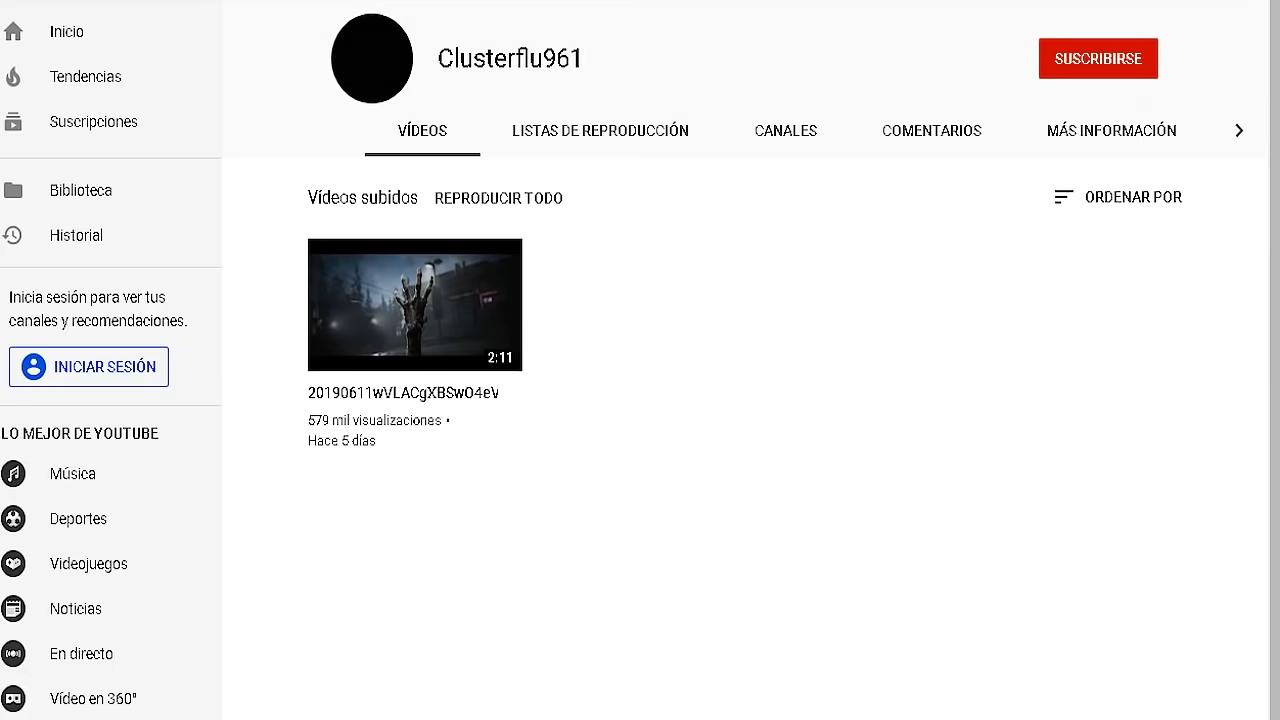 Inicio
Tendencias
Suscripciones
Biblioteca
Historial
Inicia sesión para ver tus
canales y recomendaciones.
INICIAR SESIÓN
LO MEJOR DE YOUTUBE
Música
Deportes
Videojuegos
Noticias
En directo
Vídeo en 360°
Clusterflu961
SUSCRIBIRSE
VÍDEOS LISTAS DE REPRODUCCIÓN CANALES COMENTARIOS MÁS INFORMACIÓN
Vídeos subidos REPRODUCIR TODO ORDENAR POR
2:11
20190611wVLACgXBSwO4eV
579 mil visualizaciones •
Hace 5 días